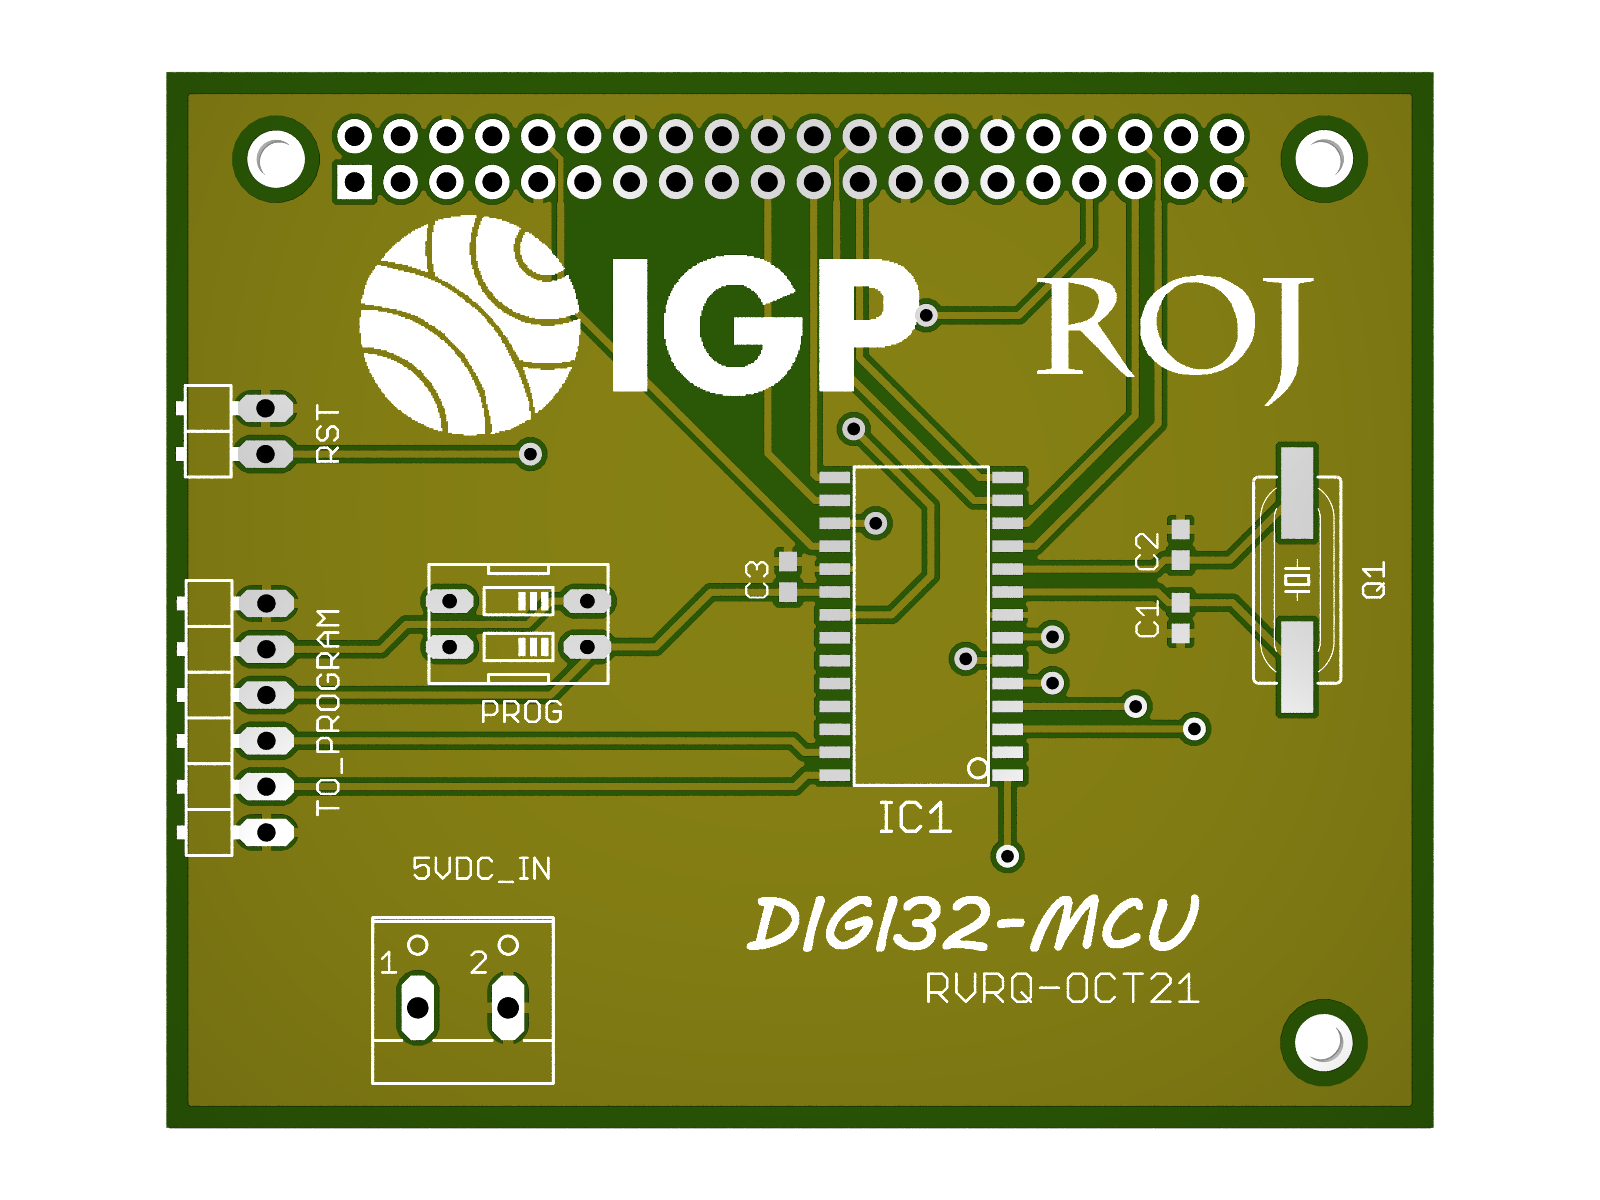 IGP
ROJ
RST
C3
C2
C1
Q1
TO_PROGRAM
PROG
IC1
5VDC_IN
1
2
DIGI32-MCU
RVRQ-OCT21